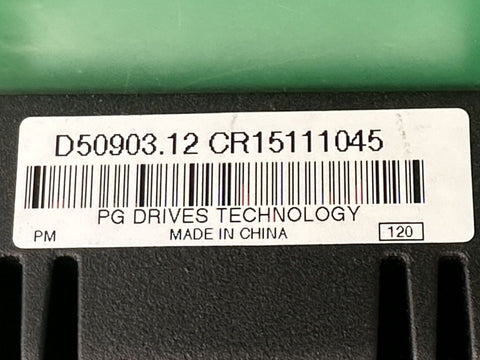 D50903.12 CR15111045
PG DRIVES TECHNOLOGY
PM MADE IN CHINA 120